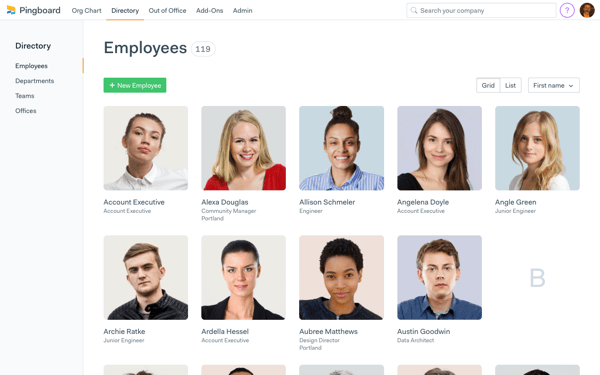 Pingboard Org Chart Directory Out of Office Add-Ons Admin Search your company ?
Directory
Employees
Departments
Teams
Offices
Employees 119
+ New Employee Grid List First name
Account Executive
Account Executive
Alexa Douglas
Community Manager
Portland
Allison Schmeler
Engineer
Angelena Doyle
Account Executive
Angle Green
Junior Engineer
B
Archie Ratke
Junior Engineer
Ardella Hessel
Account Executive
Aubree Matthews
Design Director
Portland
Austin Goodwin
Data Architect